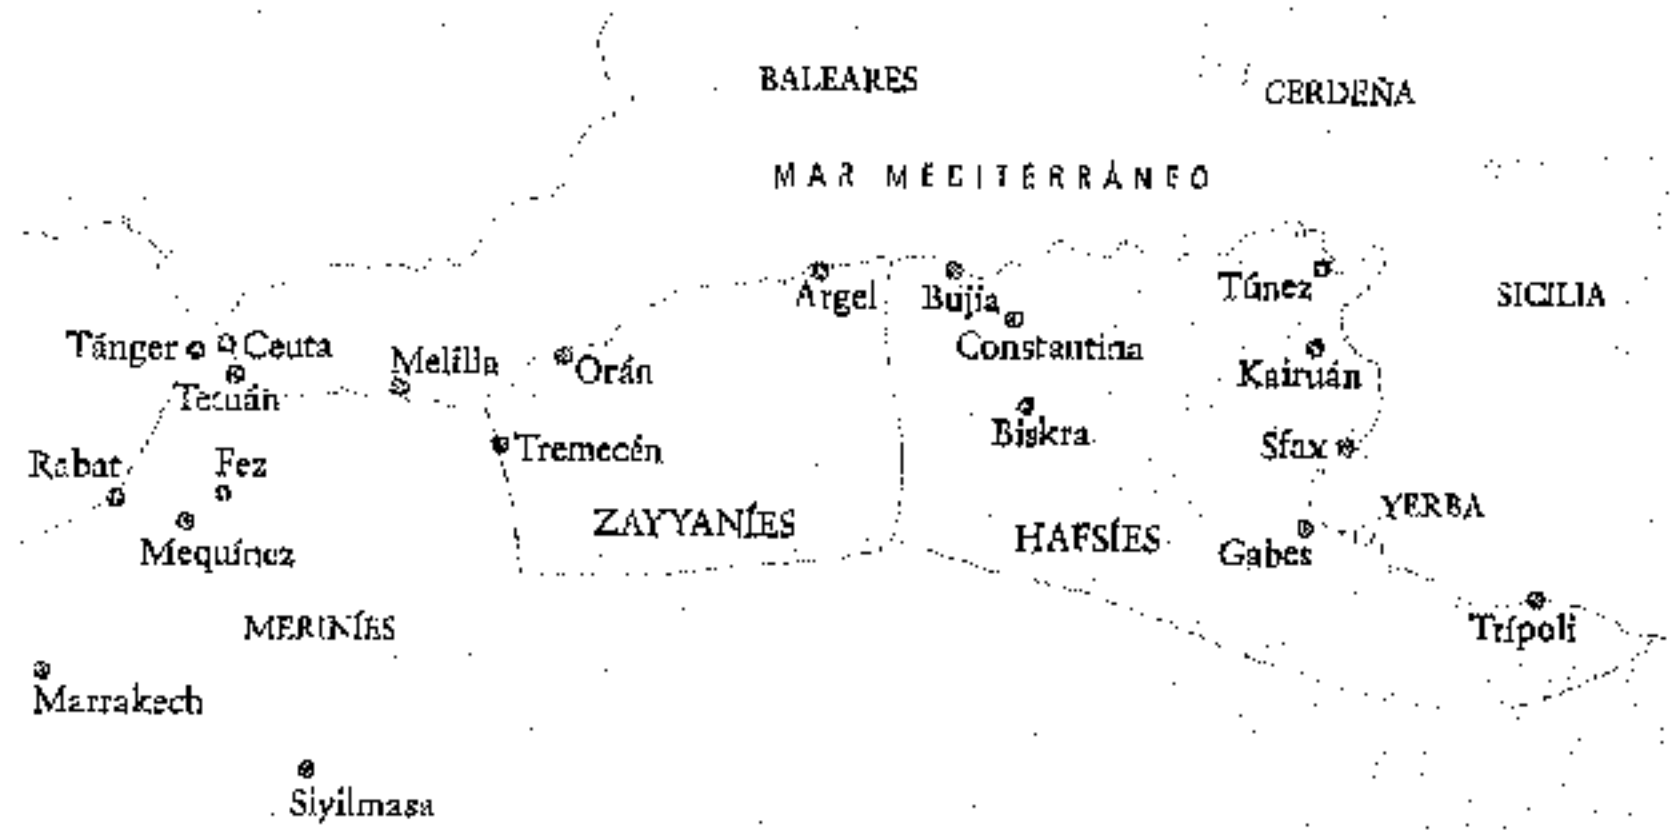 BALEARES
CERDEÑA
MAR MEDITERRÁNEO
Argel
Bujia
Túnez
SICILIA
Tánger
Ceuta
Constantina
Melilla
Orán
Kairuán
Tetuán
Biskra
Tremecén
Sfax
Rabat
Fez
YERBA
ZAYYANÍES
HAFSÍES
Gabes
Mequínez
MERINÍES
Trípoli
Marrakech
Siyilmasa